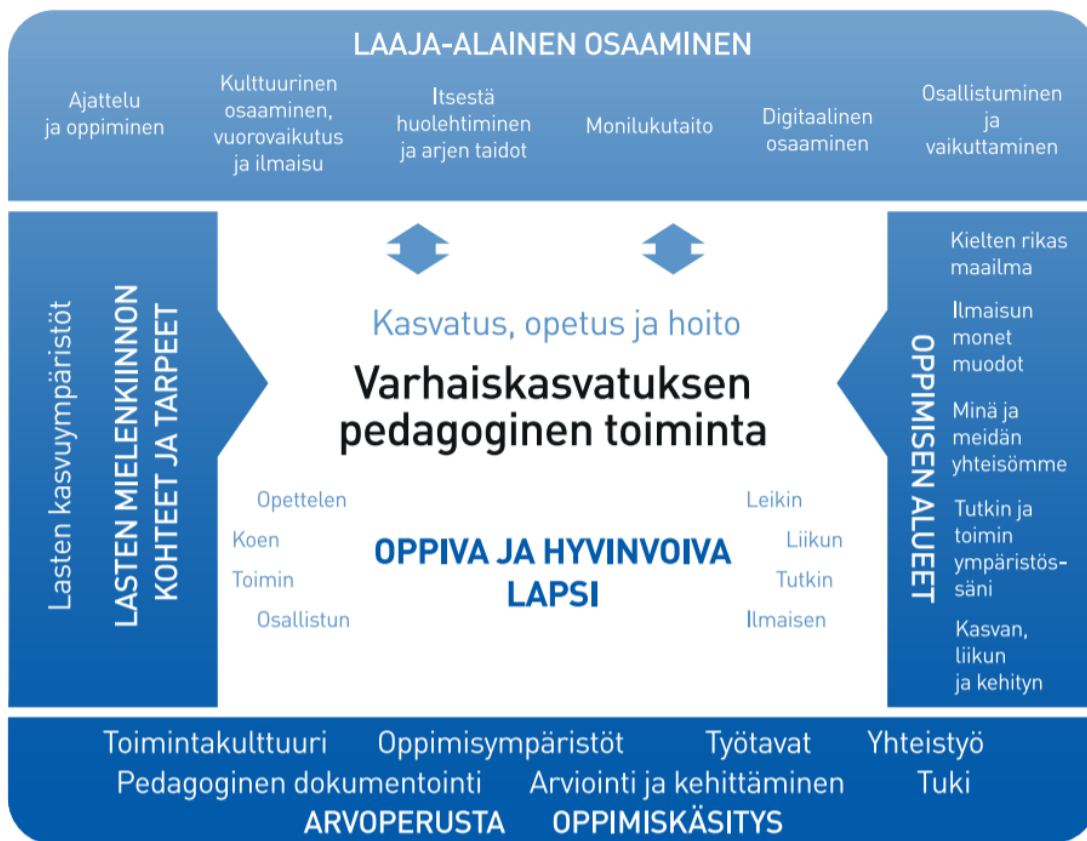 LAAJA-ALAINEN OSAAMINEN
Ajattelu
ja oppiminen
Kulttuurinen
osaaminen,
vuorovaikutus
ja ilmaisu
Itsestä
huolehtiminen
ja arjen taidot
Monilukutaito
Digitaalinen
osaaminen
Osallistuminen
ja
vaikuttaminen
Lasten kasvuympäristöt
LASTEN MIELENKIINNON
KOHTEET JA TARPEET
Kasvatus, opetus ja hoito
Varhaiskasvatuksen
pedagoginen toiminta
Opettelen
Koen
Toimin
Osallistun
OPPIVA JA HYVINVOIVA
LAPSI
Leikin
Liikun
Tutkin
Ilmaisen
OPPIMISEN ALUEET
Kielten rikas
maailma
Ilmaisun
monet
muodot
Minä ja
meidän
yhteisömme
Tutkin ja
toimin
ympäristös-
säni
Kasvan,
liikun
ja kehityn
Toimintakulttuuri Oppimisympäristöt Työtavat Yhteistyö
Pedagoginen dokumentointi Arviointi ja kehittäminen Tuki
ARVOPERUSTA OPPIMISKÄSITYS